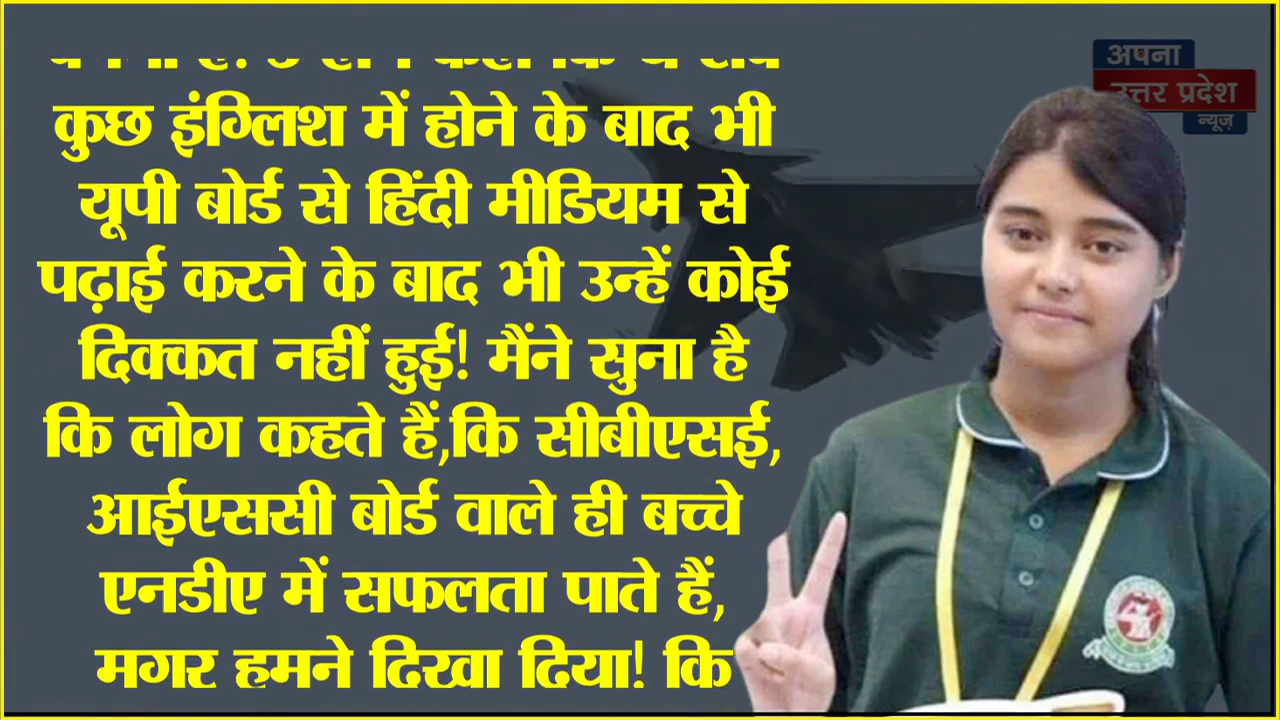 कुछ इंग्लिश में होने के बाद भी
यूपी बोर्ड से हिंदी मीडियम से
पढ़ाई करने के बाद भी उन्हें कोई
दिक्कत नहीं हुई! मैंने सुना है
कि लोग कहते हैं,कि सीबीएसई,
आईएससी बोर्ड वाले ही बच्चे
एनडीए में सफलता पाते हैं,
मगर हमने दिखा दिया! कि
अपना
उत्तर प्रदेश
न्यूज़